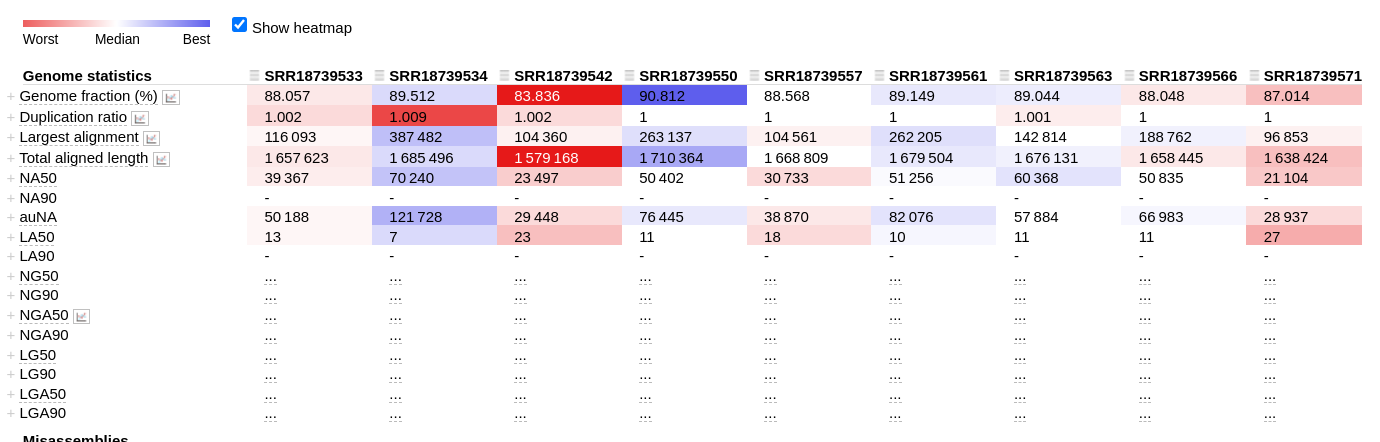 Worst Median Best Show heatmap
Genome statistics SRR18739533 SRR18739534 SRR18739542 SRR18739550 SRR18739557 SRR18739561 SRR18739563 SRR18739566 SRR18739571
+ Genome fraction (%) 88.057 89.512 83.836 90.812 88.568 89.149 89.044 88.048 87.014
+ Duplication ratio 1.002 1.009 1.002 1 1 1 1.001 1 1
+ Largest alignment 116 093 387 482 104 360 263 137 104 561 262 205 142 814 188 762 96 853
+ Total aligned length 1 657 623 1 685 496 1 579 168 1 710 364 1 668 809 1 679 504 1 676 131 1 658 445 1 638 424
+ NA50 39 367 70 240 23 497 50 402 30 733 51 256 60 368 50 835 21 104
+ NA90 - - - - - - - - -
+ auNA 50 188 121 728 29 448 76 445 38 870 82 076 57 884 66 983 28 937
+ LA50 13 7 23 11 18 10 11 11 27
+ LA90 - - - - - - - - -
+ NG50 ... ... ... ... ... ... ... ... ...
+ NG90 ... ... ... ... ... ... ... ... ...
+ NGA50 ... ... ... ... ... ... ... ... ...
+ NGA90 ... ... ... ... ... ... ... ... ...
+ LG50 ... ... ... ... ... ... ... ... ...
+ LG90 ... ... ... ... ... ... ... ... ...
+ LGA50 ... ... ... ... ... ... ... ... ...
+ LGA90 ... ... ... ... ... ... ... ... ...
Misassemblies